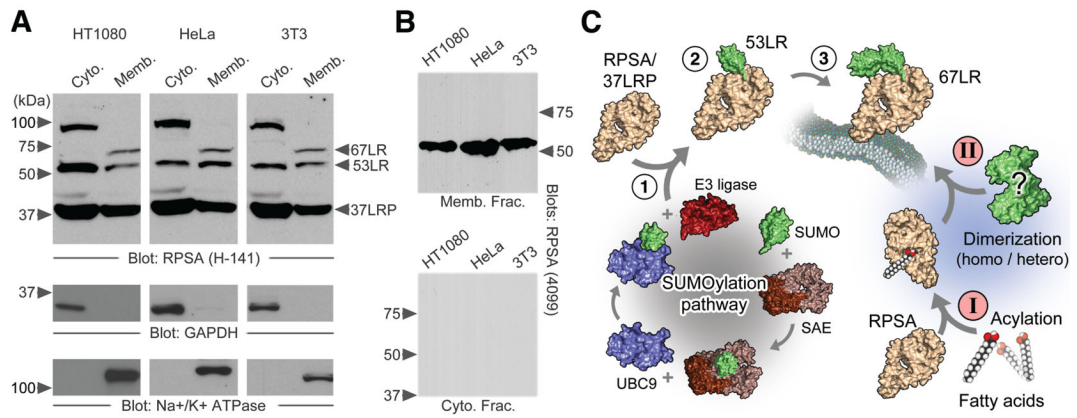 A
HT1080
HeLa
3T3
Cyto.
Memb.
Cyto.
Memb.
Cyto.
Memb.
(kDa)
100
75
50
37
67LR
53LR
37LRP
Blot: RPSA (H-141)
37
Blot: GAPDH
100
Blot: Na+/K+ ATPase
B
HT1080
HeLa
3T3
75
50
Memb. Frac.
HT1080
HeLa
3T3
75
50
37
Cyto. Frac.
Blots: RPSA (4099)
C
RPSA/
37LRP
2
53LR
3
67LR
1
+
E3 ligase
SUMO
+
SUMOylation
pathway
SAE
UBC9
+
II
?
Dimerization
(homo / hetero)
I
RPSA
Acylation
Fatty acids